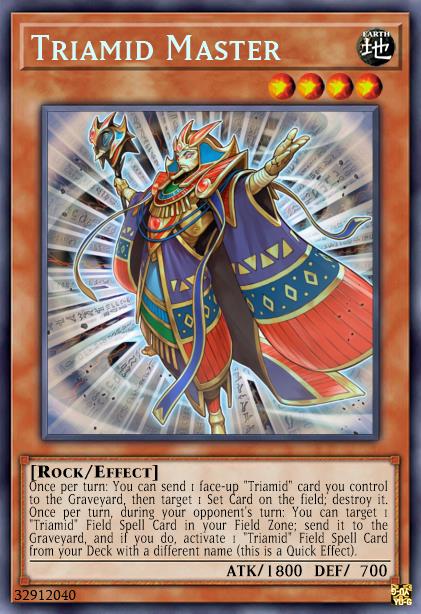 Triamid Master
EARTH
地
[Rock/Effect]
Once per turn: You can send 1 face-up "Triamid" card you control
to the Graveyard, then target 1 Set Card on the field; destroy it.
Once per turn, during your opponent's turn: You can target 1
"Triamid" Field Spell Card in your Field Zone; send it to the
Graveyard, and if you do, activate 1 "Triamid" Field Spell Card
from your Deck with a different name (this is a Quick Effect).
ATK/1800 DEF/ 700
32912040